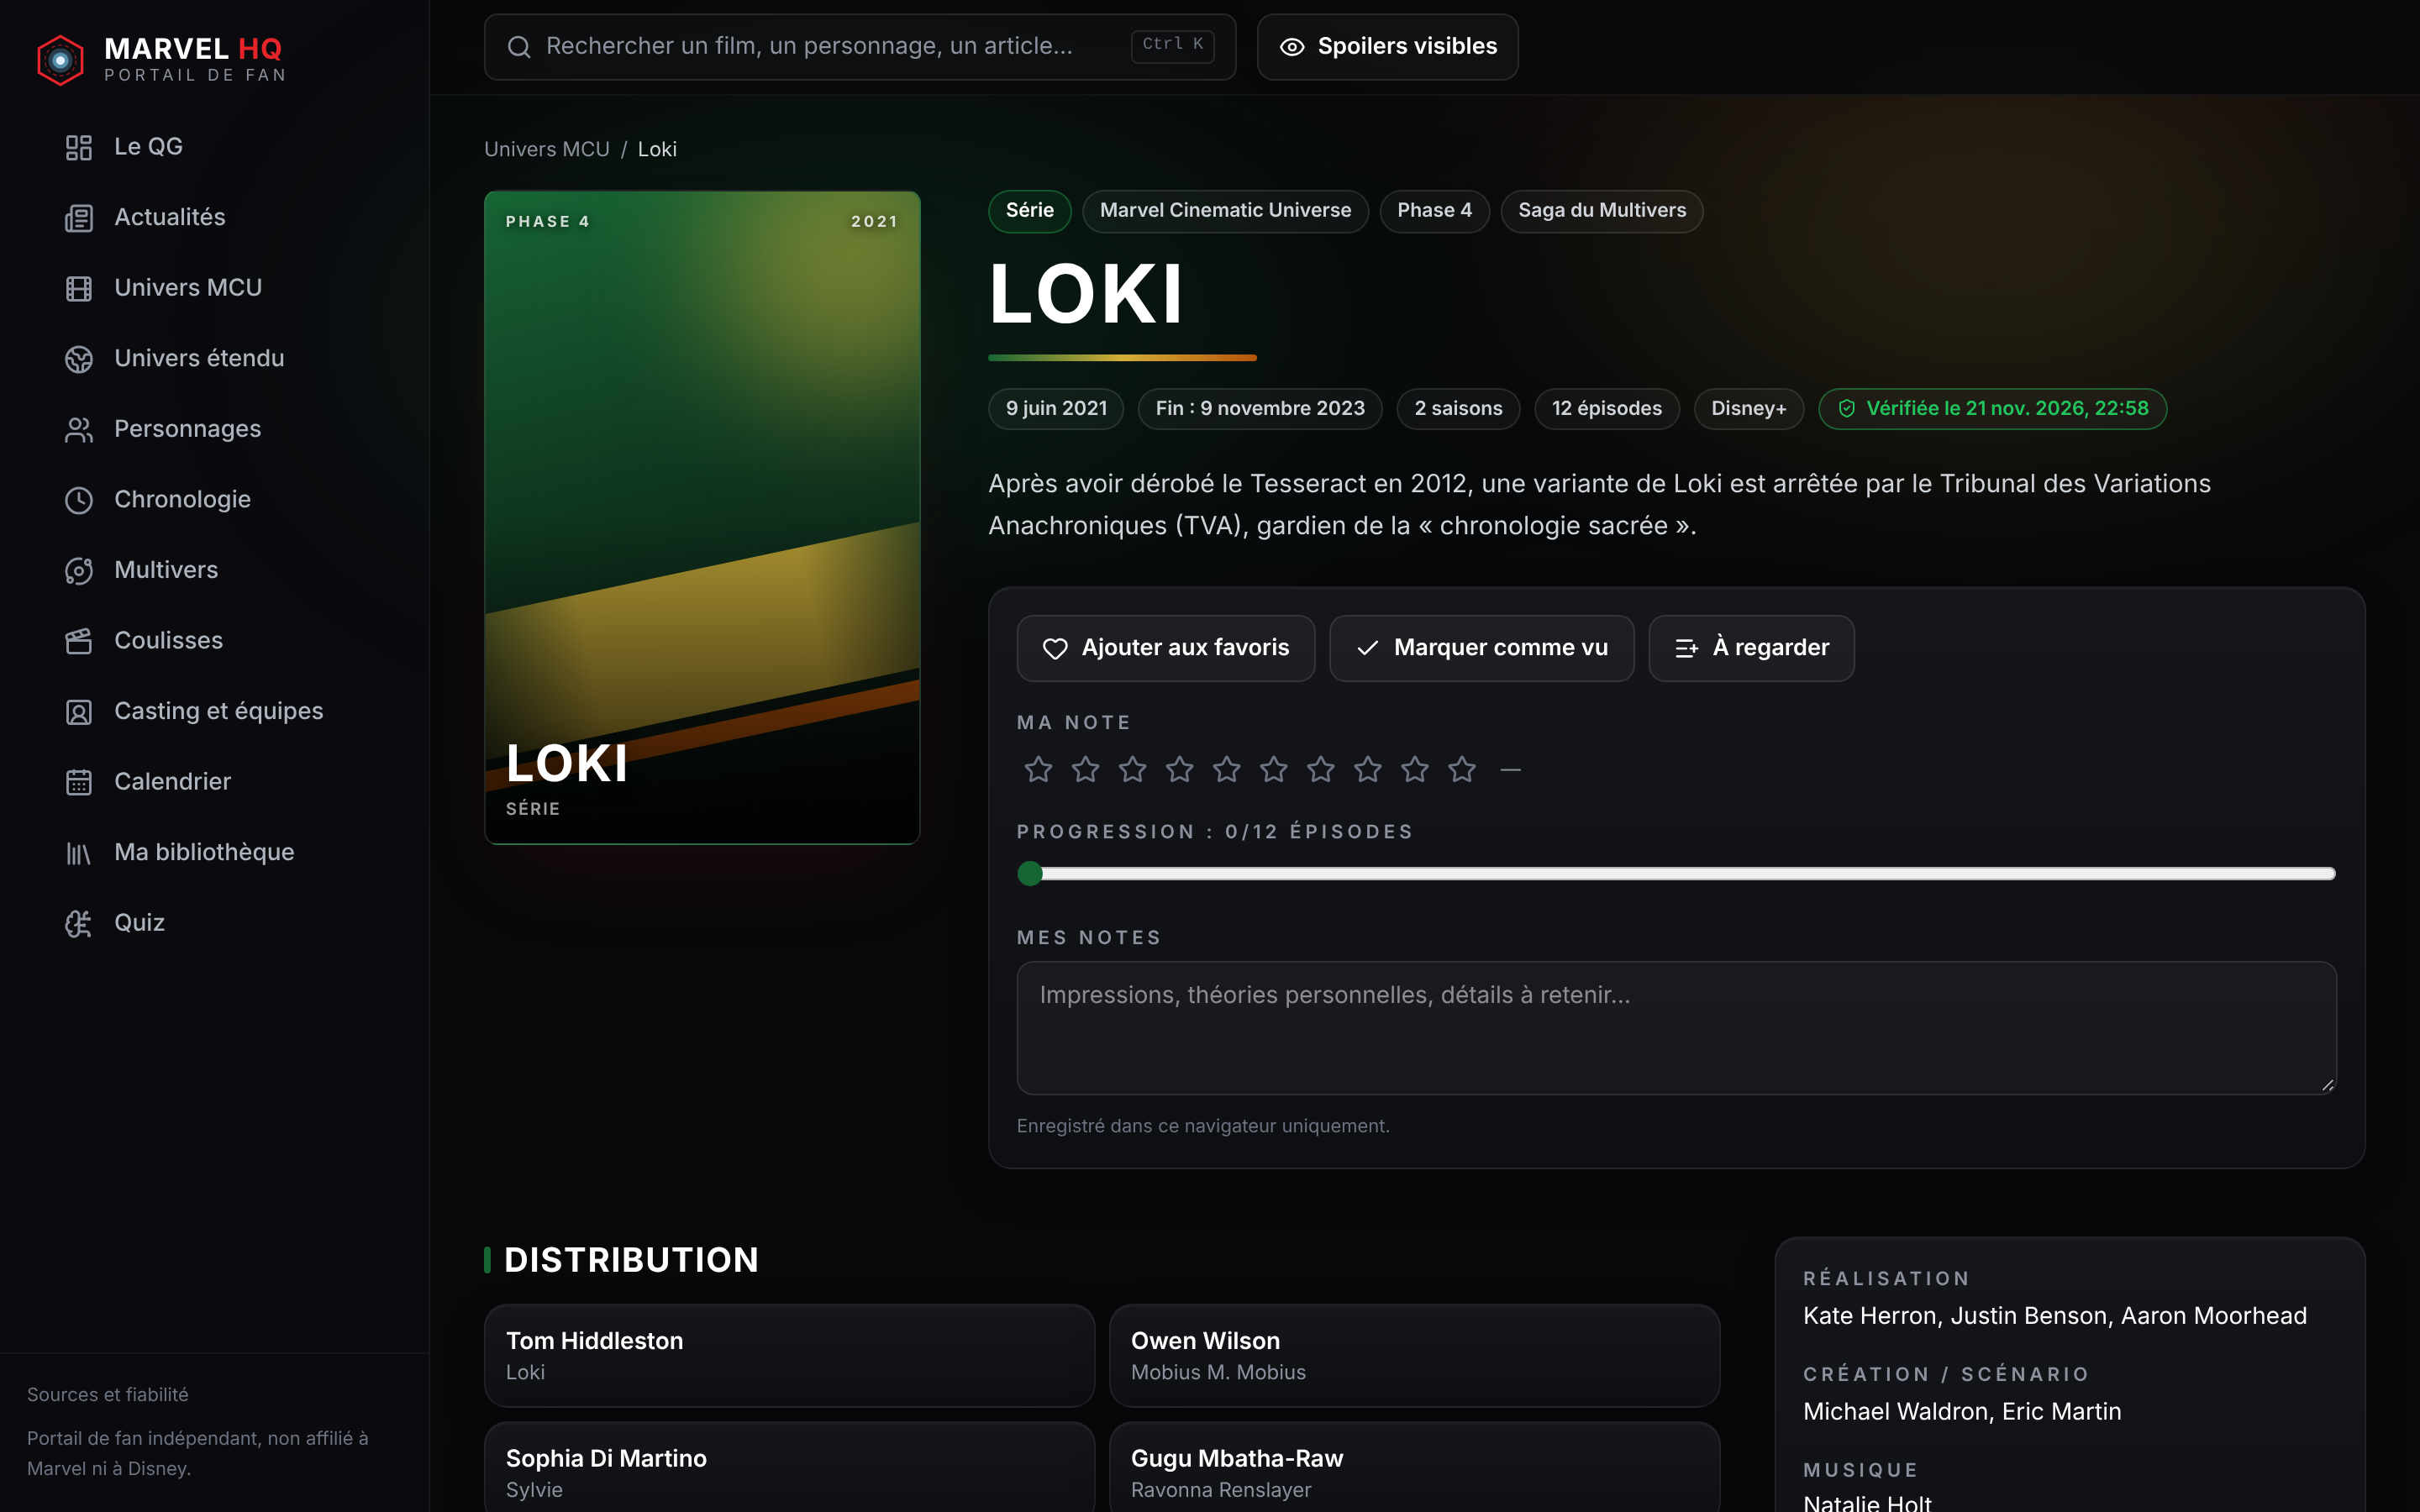 MARVEL HQ
PORTAIL DE FAN
Le QG
Actualités
Univers MCU
Univers étendu
Personnages
Chronologie
Multivers
Coulisses
Casting et équipes
Calendrier
Ma bibliothèque
Quiz
Sources et fiabilité
Portail de fan indépendant, non affilié à
Marvel ni à Disney.
Rechercher un film, un personnage, un article...
Ctrl K
Spoilers visibles
Univers MCU / Loki
PHASE 4
2021
LOKI
SÉRIE
Série
Marvel Cinematic Universe
Phase 4
Saga du Multivers
LOKI
9 juin 2021
Fin : 9 novembre 2023
2 saisons
12 épisodes
Disney+
Vérifiée le 21 nov. 2026, 22:58
Après avoir dérobé le Tesseract en 2012, une variante de Loki est arrêtée par le Tribunal des Variations
Anachroniques (TVA), gardien de la « chronologie sacrée ».
Ajouter aux favoris
Marquer comme vu
À regarder
MA NOTE
—
PROGRESSION : 0/12 ÉPISODES
MES NOTES
Impressions, théories personnelles, détails à retenir...
Enregistré dans ce navigateur uniquement.
DISTRIBUTION
Tom Hiddleston
Loki
Owen Wilson
Mobius M. Mobius
Sophia Di Martino
Sylvie
Gugu Mbatha-Raw
Ravonna Renslayer
RÉALISATION
Kate Herron, Justin Benson, Aaron Moorhead
CRÉATION / SCÉNARIO
Michael Waldron, Eric Martin
MUSIQUE
Natalie Holt